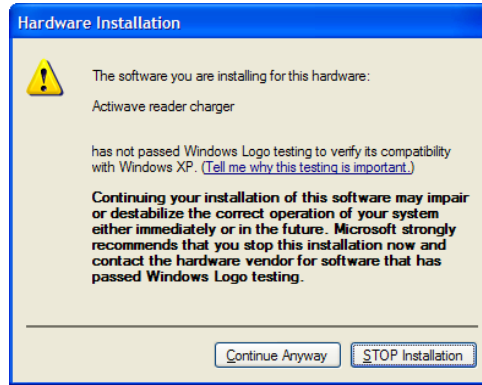 Hardware Installation
The software you are installing for this hardware:
Actiwave reader charger
has not passed Windows Logo testing to verify its compatibility
with Windows XP. (Tell me why this testing is important.)
Continuing your installation of this software may impair
or destabilize the correct operation of your system
either immediately or in the future. Microsoft strongly
recommends that you stop this installation now and
contact the hardware vendor for software that has
passed Windows Logo testing.
Continue Anyway
STOP Installation